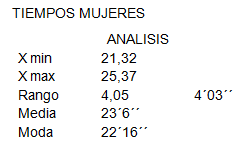 TIEMPOS MUJERES
ANALISIS
X min 21,32
X max 25,37
Rango 4,05 4´03´´
Media 23´6´´
Moda 22´16´´